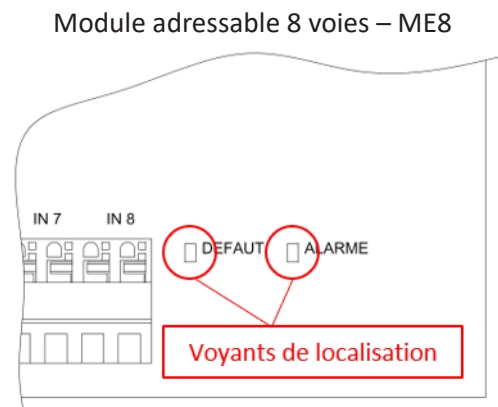 Module adressable 8 voies – ME8
IN 7 IN 8
DEFAUT ALARME
Voyants de localisation